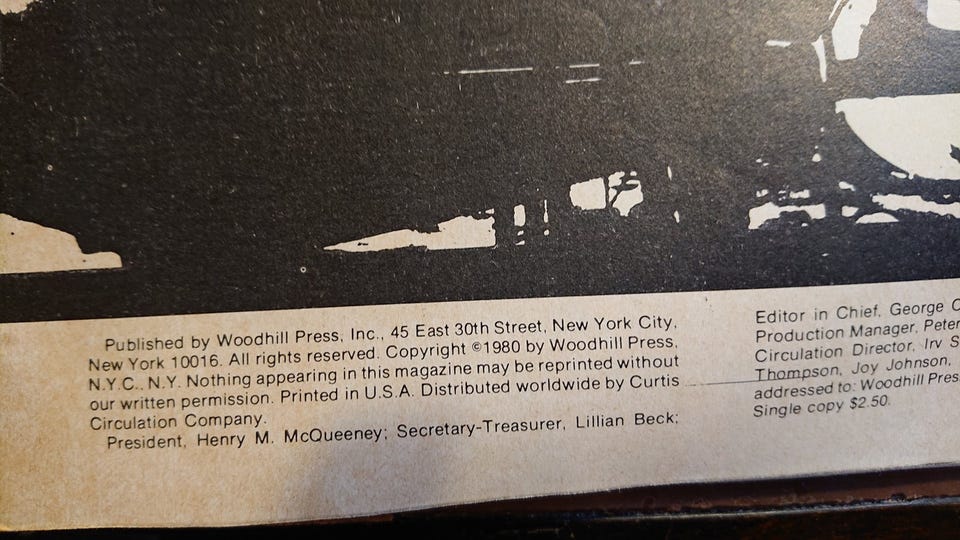 Published by Woodhill Press, Inc., 45 East 30th Street, New York City,
New York 10016. All rights reserved. Copyright ©1980 by Woodhill Press,
N.Y.C., N.Y. Nothing appearing in this magazine may be reprinted without
our written permission. Printed in U.S.A. Distributed worldwide by Curtis
Circulation Company.
President, Henry M. McQueeney; Secretary-Treasurer, Lillian Beck;
Editor in Chief, George
Production Manager, Peter
Circulation Director, Irv
Thompson, Joy Johnson,
addressed to: Woodhill
Single copy $2.50.